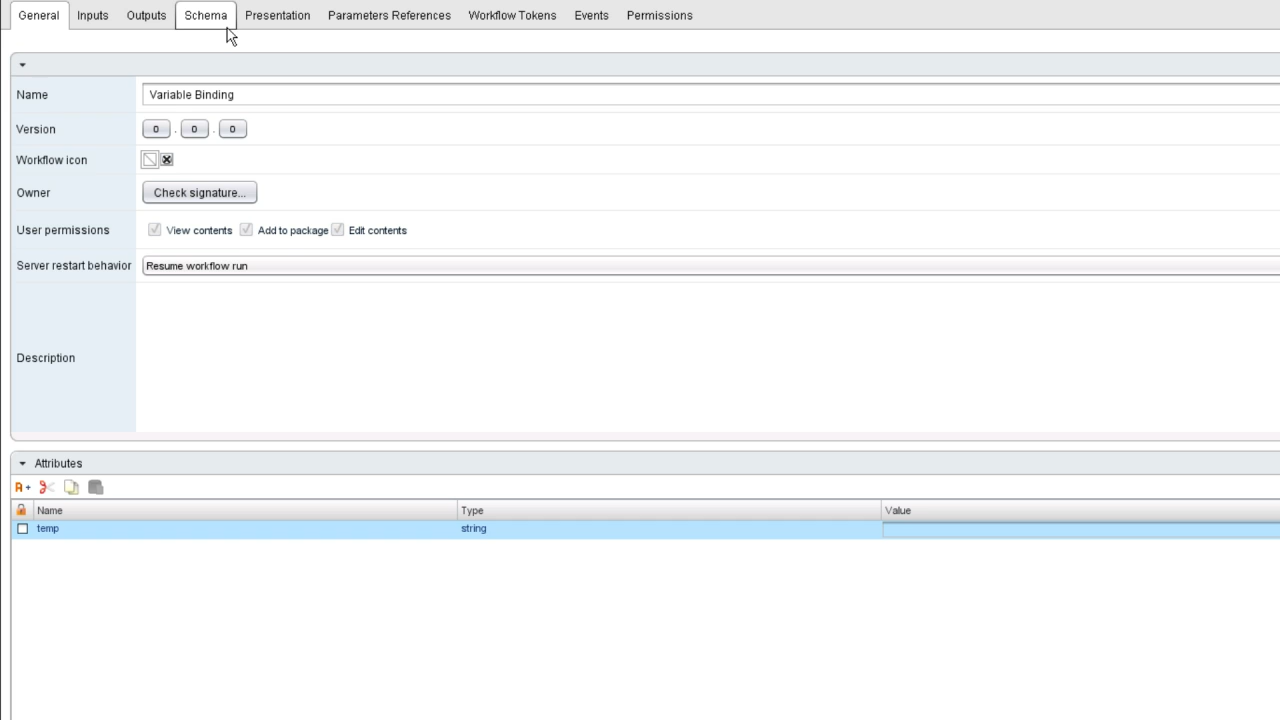 General Inputs Outputs Schema Presentation Parameters References Workflow Tokens Events Permissions
Name Variable Binding
Version 0 . 0 . 0
Workflow icon
Owner Check signature...
User permissions View contents Add to package Edit contents
Server restart behavior Resume workflow run
Description
Attributes
A+
Name Type Value
temp string